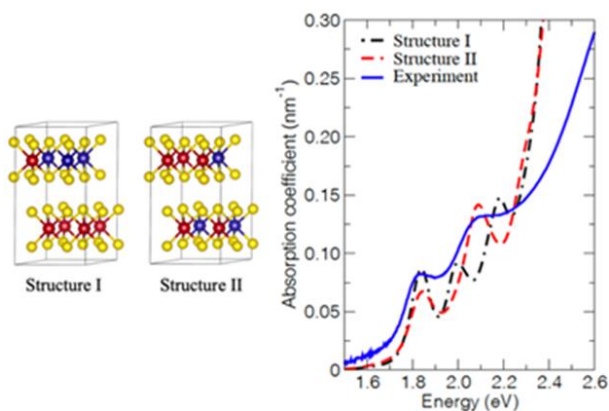 Structure I
Structure II
0.30
0.25
0.20
0.15
0.10
0.05
0
Absorption coefficient (nm⁻¹)
Structure I
Structure II
Experiment
1.6 1.8 2.0 2.2 2.4 2.6
Energy (eV)